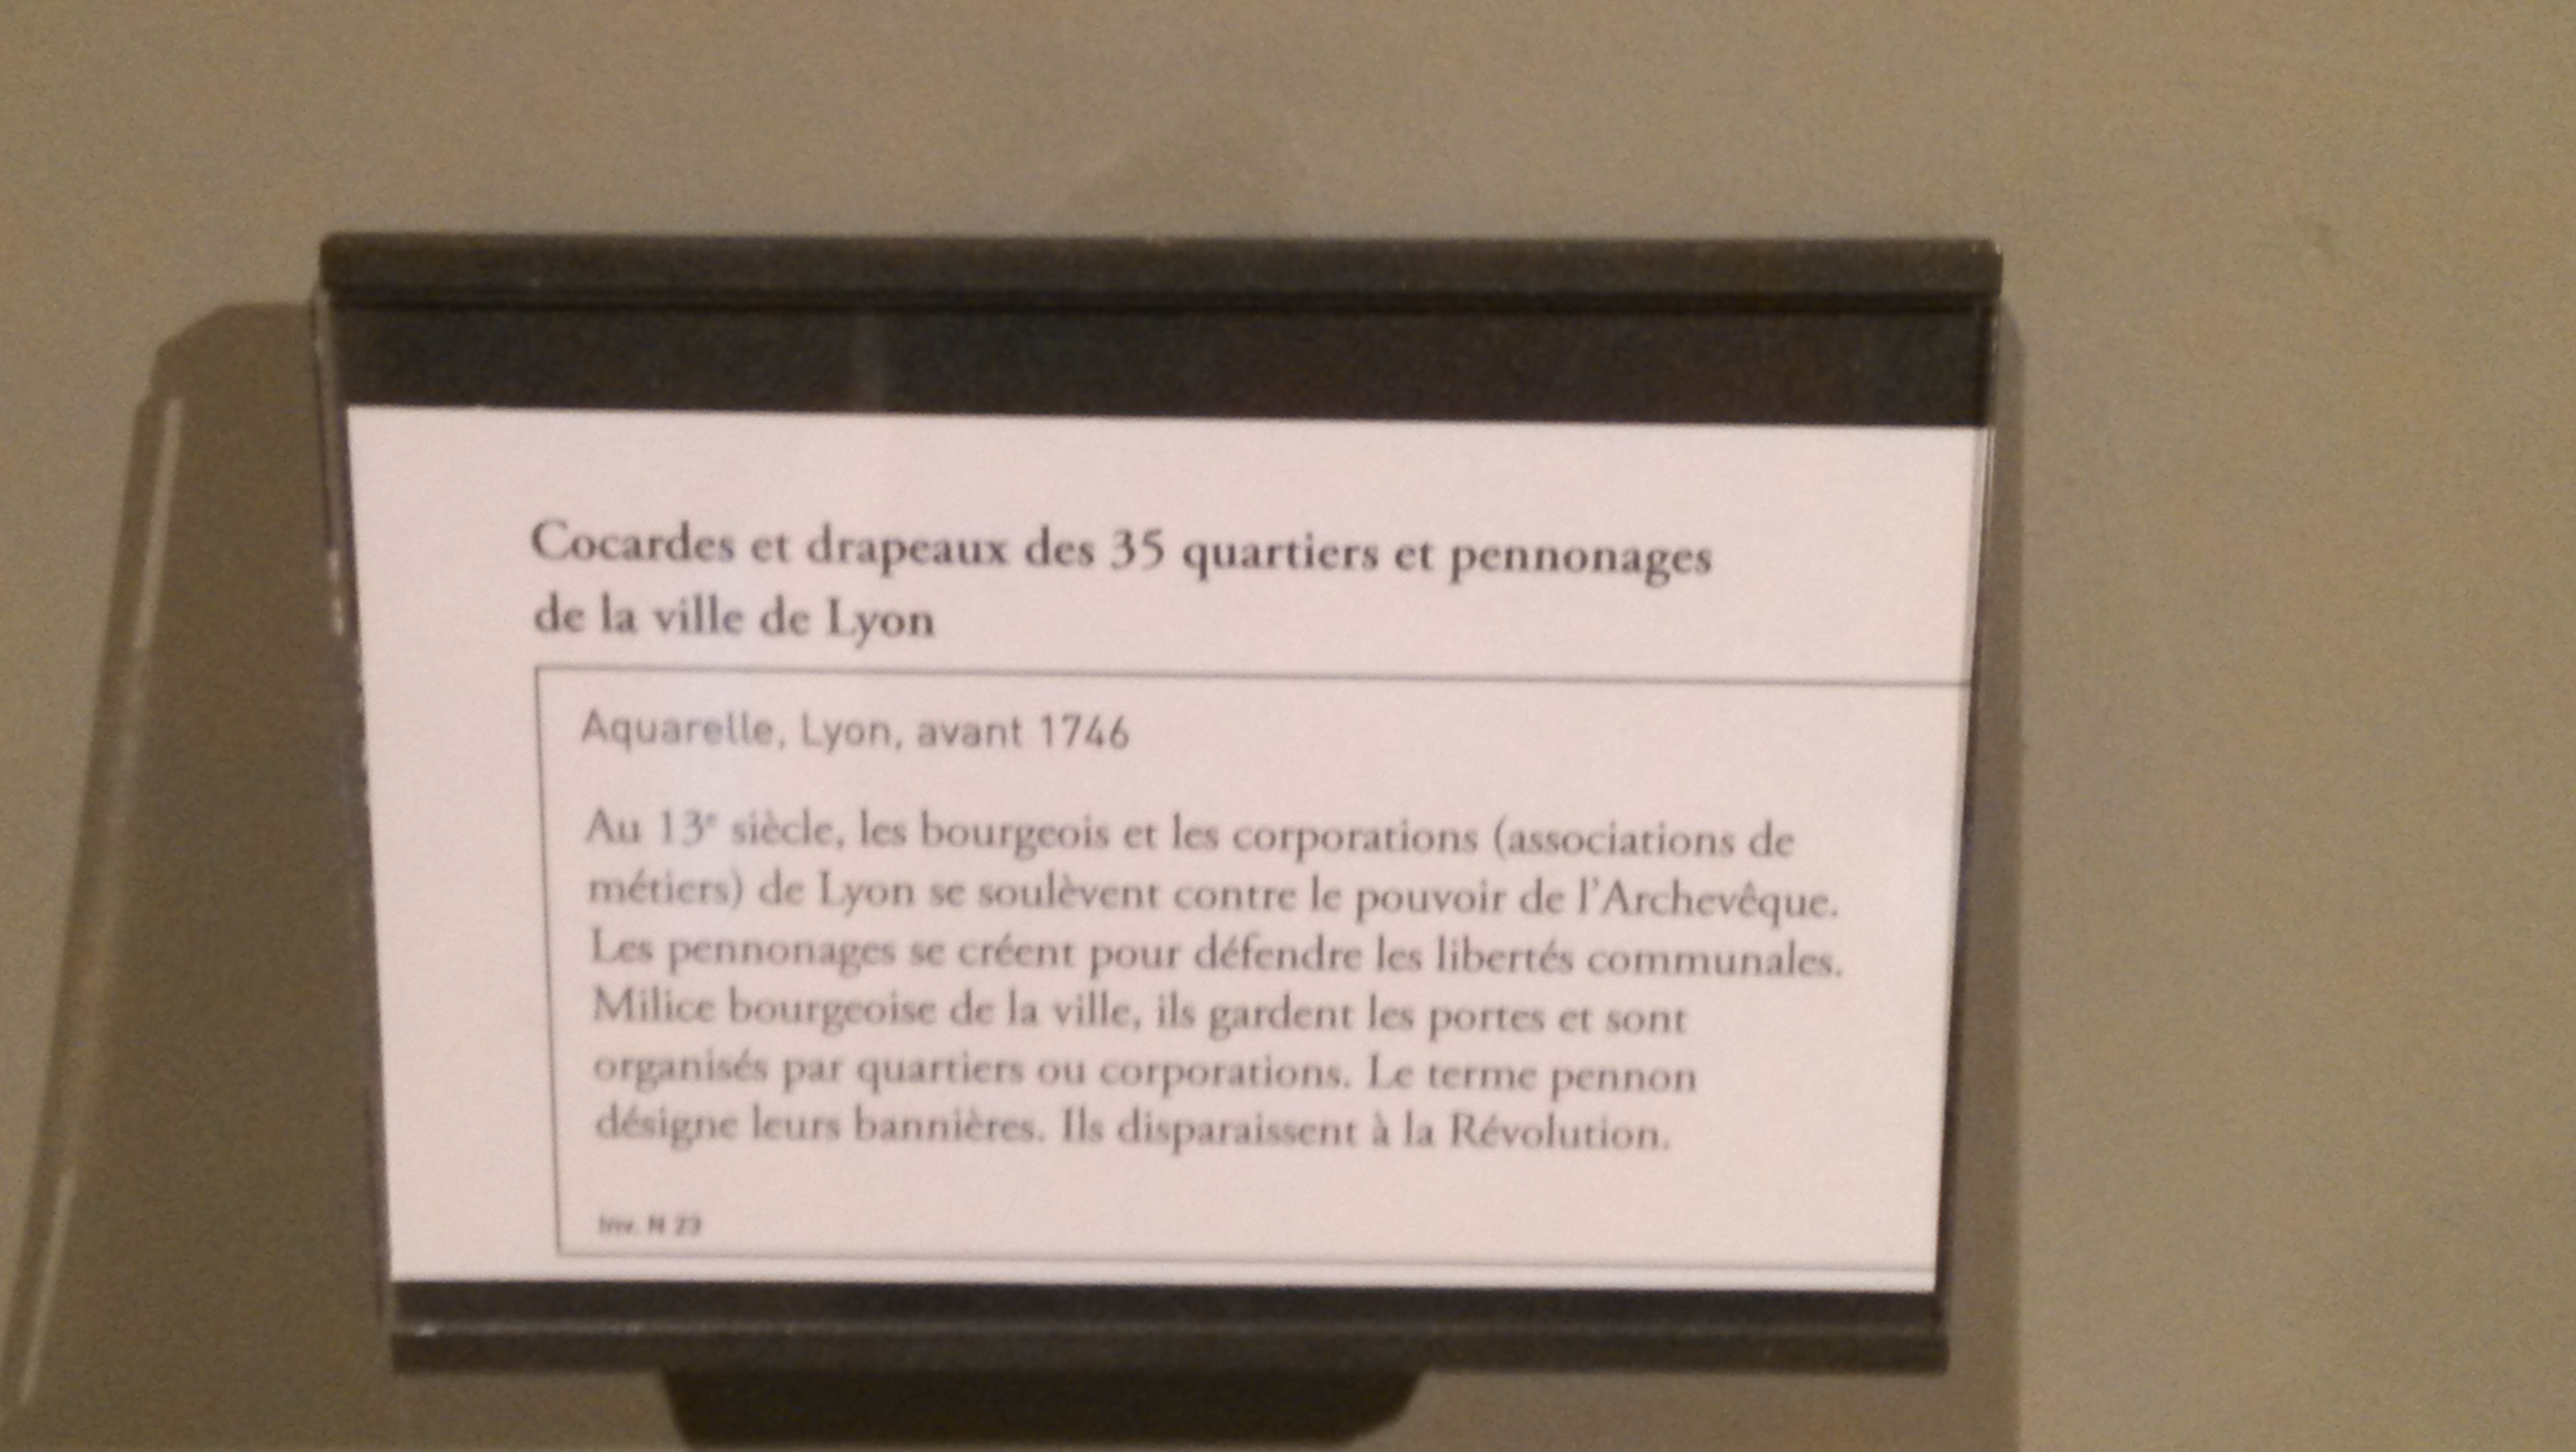 Cocardes et drapeaux des 35 quartiers et pennonages
de la ville de Lyon
Aquarelle, Lyon, avant 1746
Au 13e siècle, les bourgeois et les corporations (associations de
métiers) de Lyon se soulèvent contre le pouvoir de l'Archevêque.
Les pennonages se créent pour défendre les libertés communales.
Milice bourgeoise de la ville, ils gardent les portes et sont
organisés par quartiers ou corporations. Le terme pennon
désigne leurs bannières. Ils disparaissent à la Révolution.
Inv. N 23